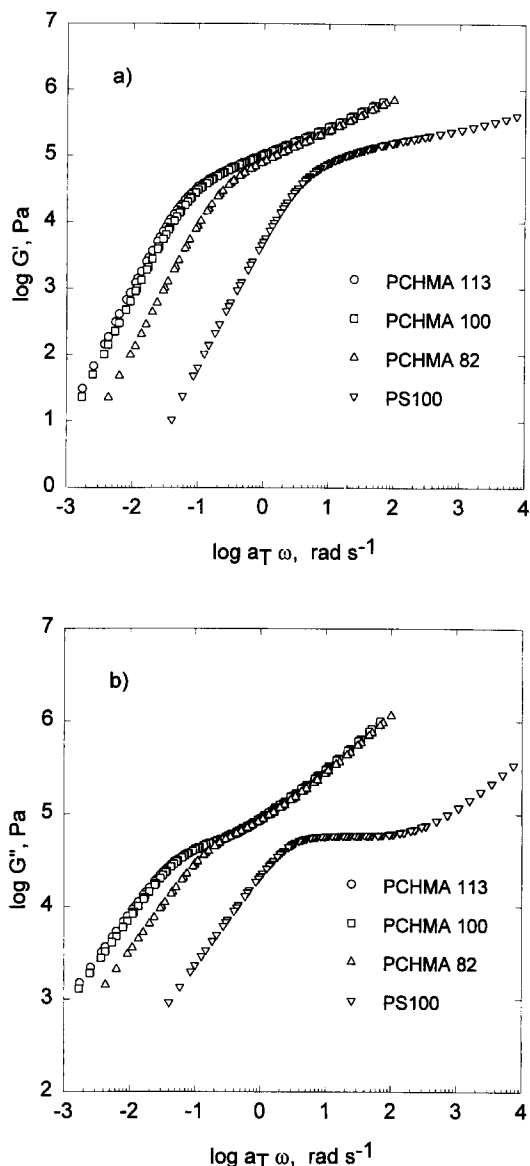 7
6
5
4
3
2
1
0
a)
log G', Pa
○ PCHMA 113
□ PCHMA 100
△ PCHMA 82
▽ PS100
-3 -2 -1 0 1 2 3 4
log a_T ω, rad s⁻¹
7
6
5
4
3
2
b)
log G", Pa
○ PCHMA 113
□ PCHMA 100
△ PCHMA 82
▽ PS100
-3 -2 -1 0 1 2 3 4
log a_T ω, rad s⁻¹